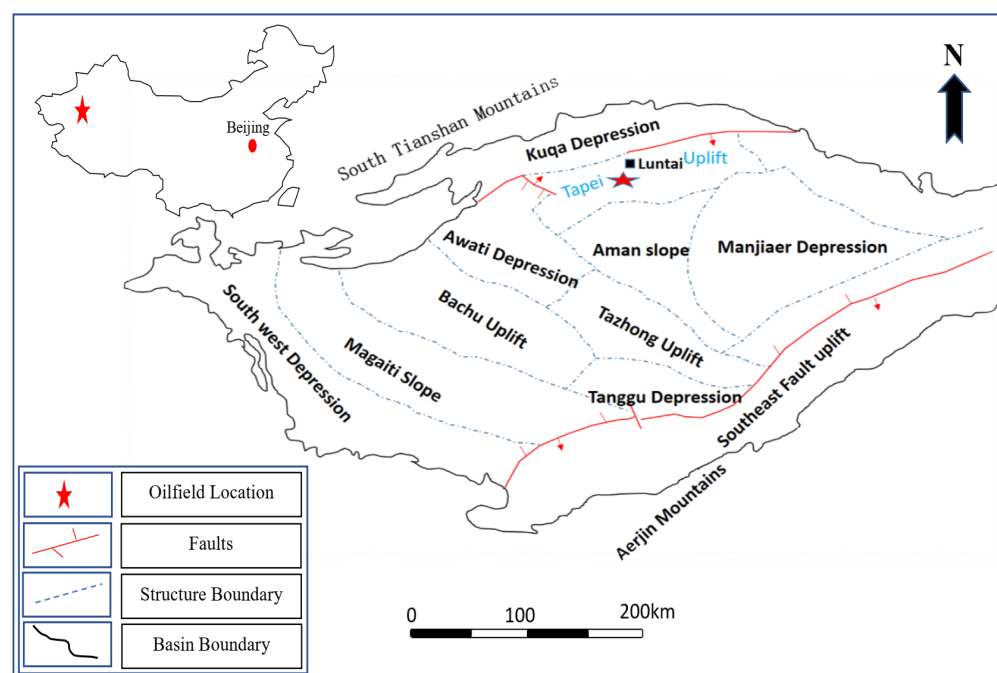 N
Beijing
South Tianshan Mountains
Kuqa Depression
Luntai
Uplift
Tapei
Awati Depression
Aman slope
Manjiaer Depression
South west Depression
Bachu Uplift
Tazhong Uplift
Magaiti Slope
Tanggu Depression
Southeast Fault uplift
Aerjin Mountains
Oilfield Location
Faults
Structure Boundary
Basin Boundary
0 100 200km